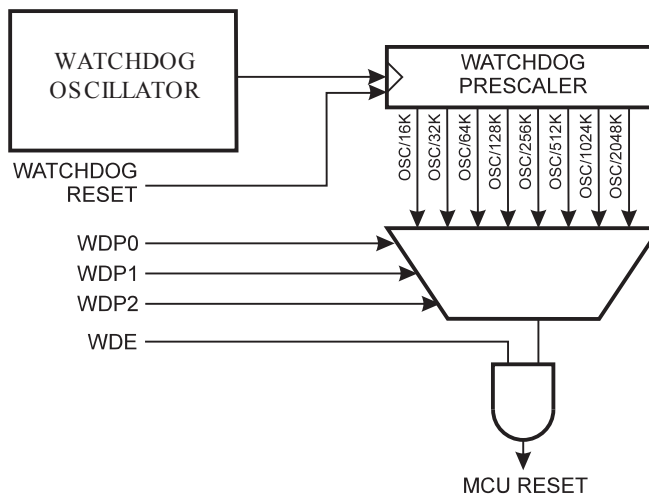 WATCHDOG
OSCILLATOR
WATCHDOG
PRESCALER
OSC/16K
OSC/32K
OSC/64K
OSC/128K
OSC/256K
OSC/512K
OSC/1024K
OSC/2048K
WATCHDOG
RESET
WDP0
WDP1
WDP2
WDE
MCU RESET